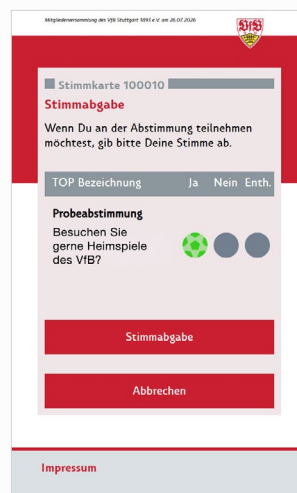 Mitgliederversammlung des VfB Stuttgart 1893 e.V. am 26.07.2026
VfB
Stimmkarte 100010
Stimmabgabe
Wenn Du an der Abstimmung teilnehmen
möchtest, gib bitte Deine Stimme ab.
TOP Bezeichnung Ja Nein Enth.
Probeabstimmung
Besuchen Sie
gerne Heimspiele
des VfB?
Stimmabgabe
Abbrechen
Impressum